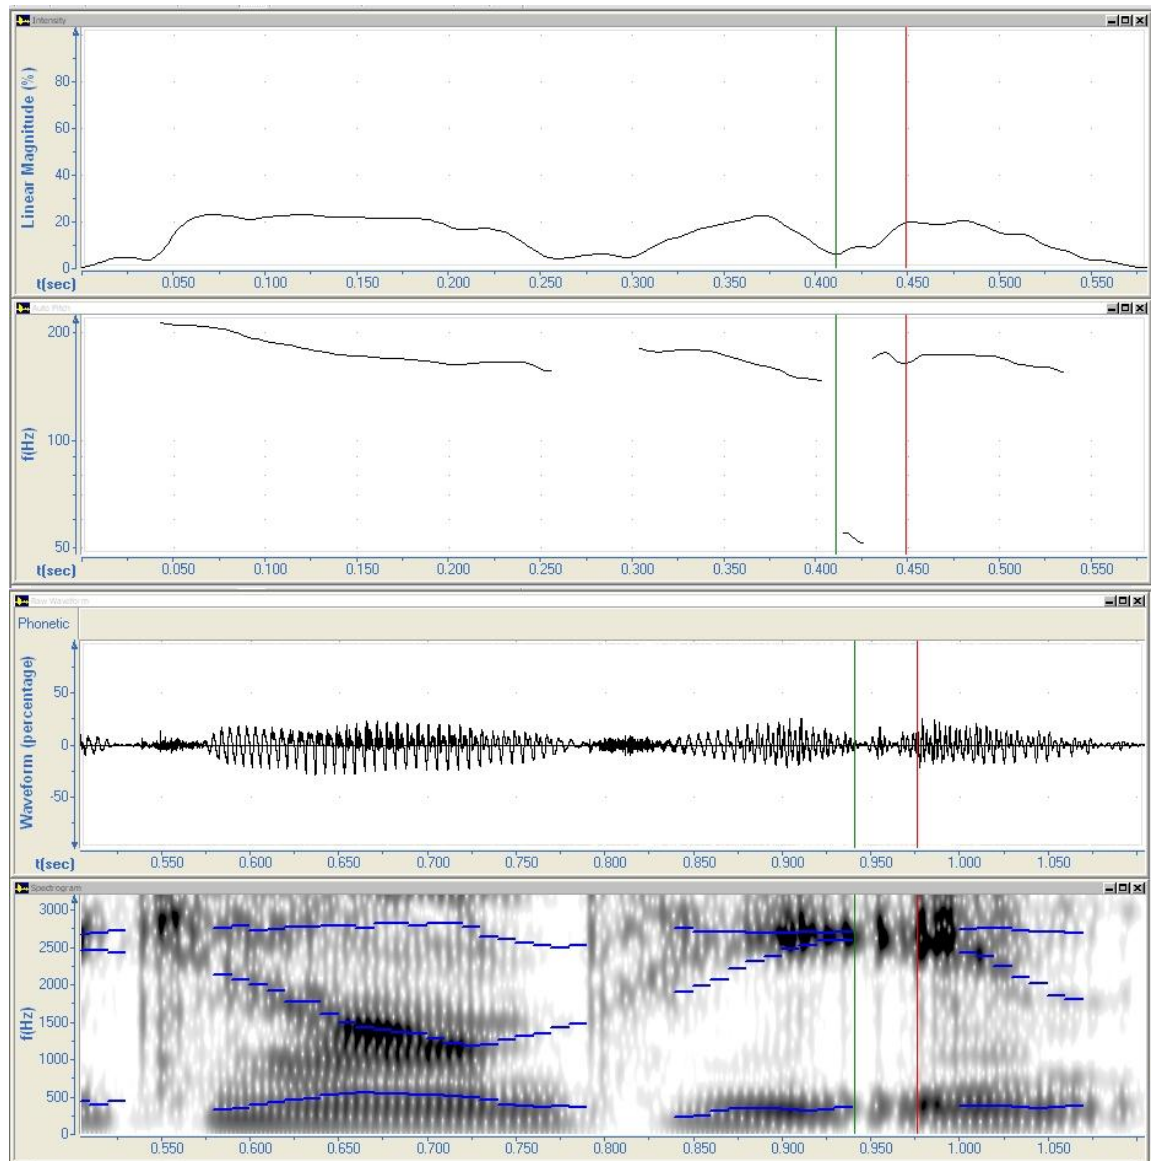 Intensity
Linear Magnitude (%)
80
60
40
20
0
t(sec) 0.050 0.100 0.150 0.200 0.250 0.300 0.350 0.400 0.450 0.500 0.550
Auto Pitch
f(Hz)
200
100
50
t(sec) 0.050 0.100 0.150 0.200 0.250 0.300 0.350 0.400 0.450 0.500 0.550
Raw Waveform
Phonetic
Waveform (percentage)
50
0
-50
t(sec) 0.550 0.600 0.650 0.700 0.750 0.800 0.850 0.900 0.950 1.000 1.050
Spectrogram
f(Hz)
3000
2500
2000
1500
1000
500
0
t(sec) 0.550 0.600 0.650 0.700 0.750 0.800 0.850 0.900 0.950 1.000 1.050